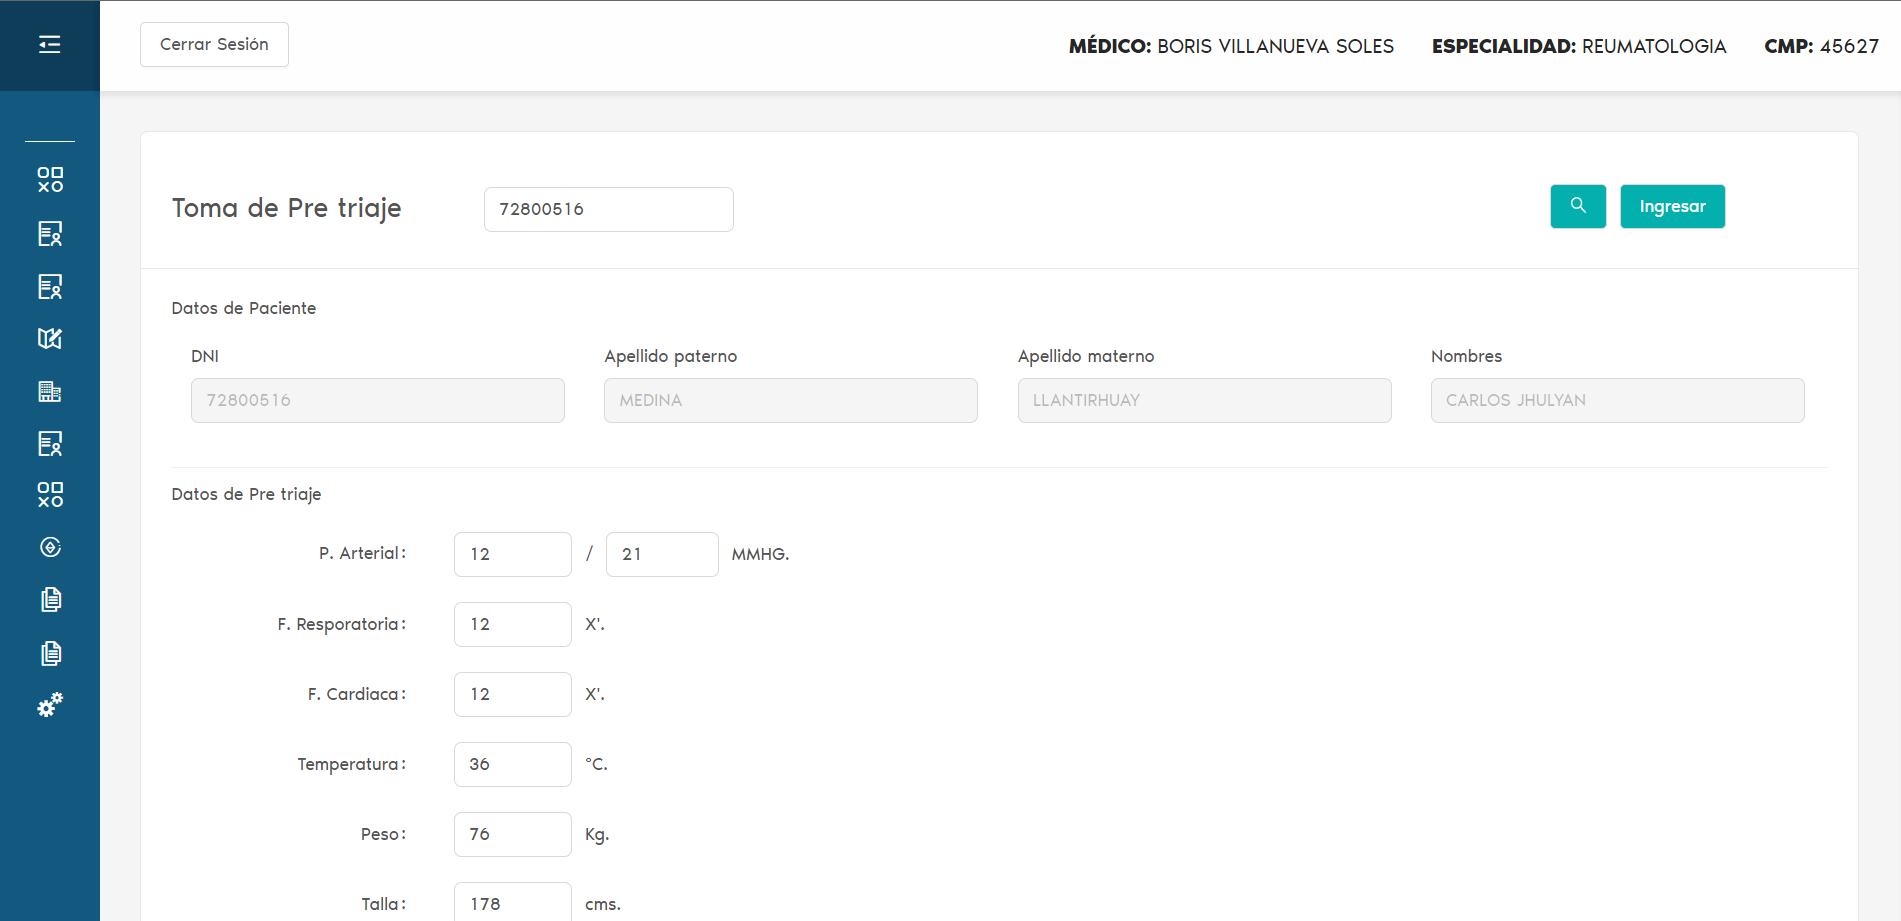 Cerrar Sesión
MÉDICO: BORIS VILLANUEVA SOLES ESPECIALIDAD: REUMATOLOGIA CMP: 45627
Toma de Pre triaje 72800516 Ingresar
Datos de Paciente
DNI Apellido paterno Apellido materno Nombres
72800516 MEDINA LLANTIRHUAY CARLOS JHULYAN
Datos de Pre triaje
P. Arterial: 12 / 21 MMHG.
F. Resporatoria: 12 X'.
F. Cardiaca: 12 X'.
Temperatura: 36 °C.
Peso: 76 Kg.
Talla: 178 cms.